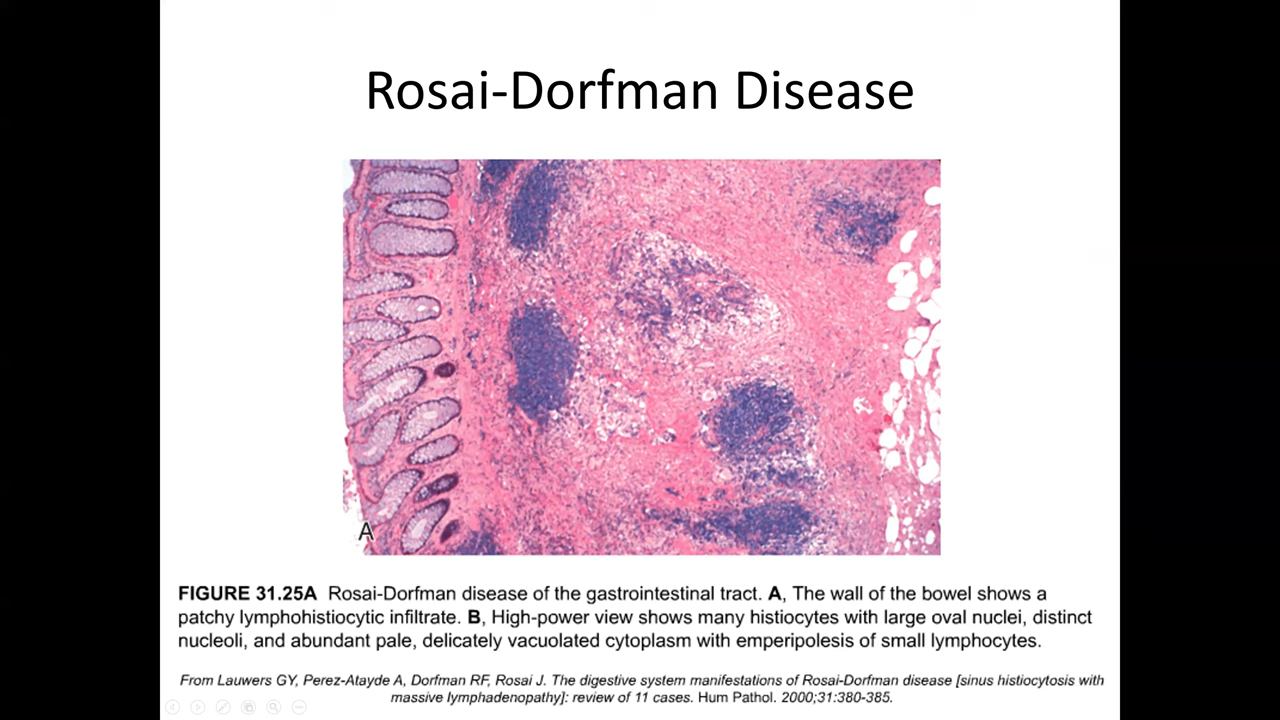 Rosai-Dorfman Disease
A
FIGURE 31.25A Rosai-Dorfman disease of the gastrointestinal tract. A, The wall of the bowel shows a
patchy lymphohistiocytic infiltrate. B, High-power view shows many histiocytes with large oval nuclei, distinct
nucleoli, and abundant pale, delicately vacuolated cytoplasm with emperipolesis of small lymphocytes.
From Lauwers GY, Perez-Atayde A, Dorfman RF, Rosai J. The digestive system manifestations of Rosai-Dorfman disease [sinus histiocytosis with
massive lymphadenopathy]: review of 11 cases. Hum Pathol. 2000;31:380-385.